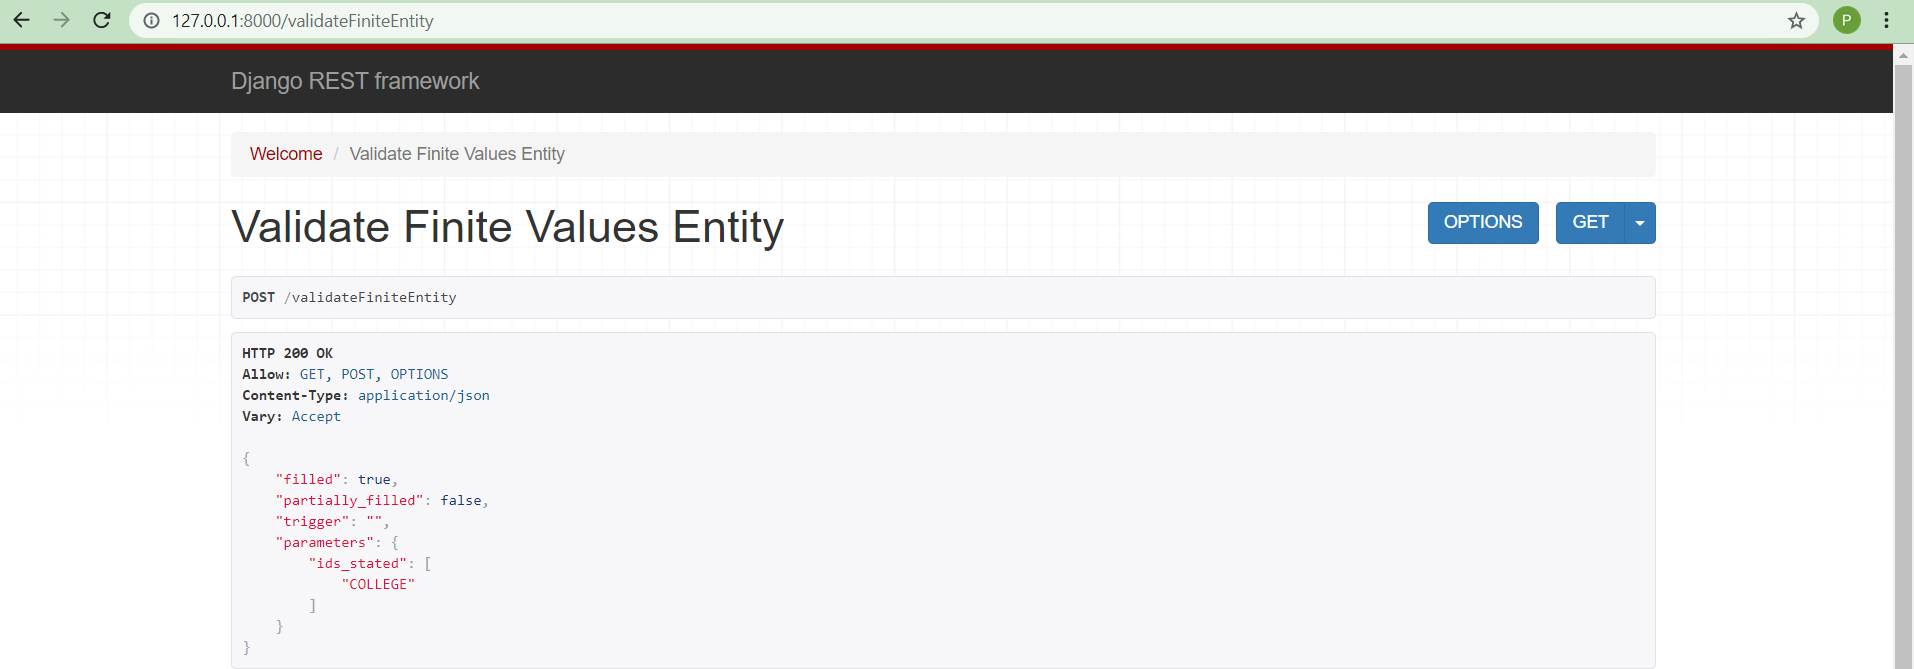 127.0.0.1:8000/validateFiniteEntity
P
Django REST framework
Welcome / Validate Finite Values Entity
Validate Finite Values Entity
OPTIONS
GET
POST /validateFiniteEntity
HTTP 200 OK
Allow: GET, POST, OPTIONS
Content-Type: application/json
Vary: Accept
{
    "filled": true,
    "partially_filled": false,
    "trigger": "",
    "parameters": {
        "ids_stated": [
            "COLLEGE"
        ]
    }
}